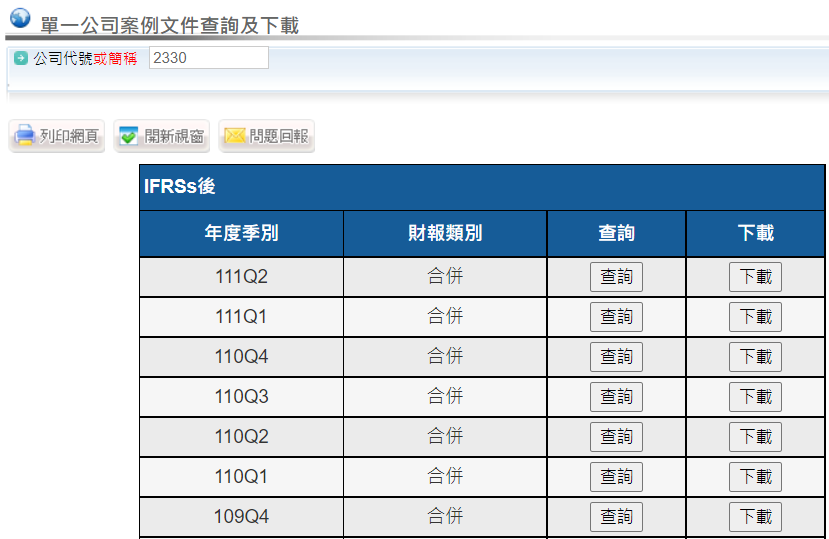 單一公司案例文件查詢及下載
公司代號或簡稱 2330
列印網頁 開新視窗 問題回報
IFRSs後
年度季別 財報類別 查詢 下載
111Q2 合併 查詢 下載
111Q1 合併 查詢 下載
110Q4 合併 查詢 下載
110Q3 合併 查詢 下載
110Q2 合併 查詢 下載
110Q1 合併 查詢 下載
109Q4 合併 查詢 下載